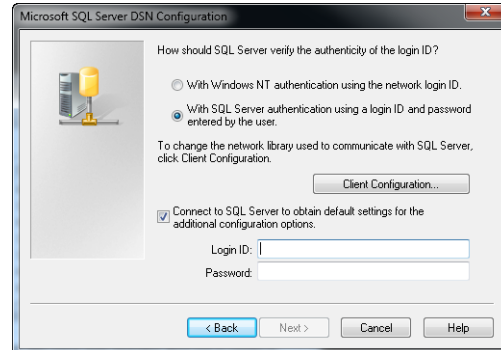 Microsoft SQL Server DSN Configuration
How should SQL Server verify the authenticity of the login ID?
With Windows NT authentication using the network login ID.
With SQL Server authentication using a login ID and password
entered by the user.
To change the network library used to communicate with SQL Server,
click Client Configuration.
Client Configuration...
Connect to SQL Server to obtain default settings for the
additional configuration options.
Login ID:
Password:
< Back Next > Cancel Help